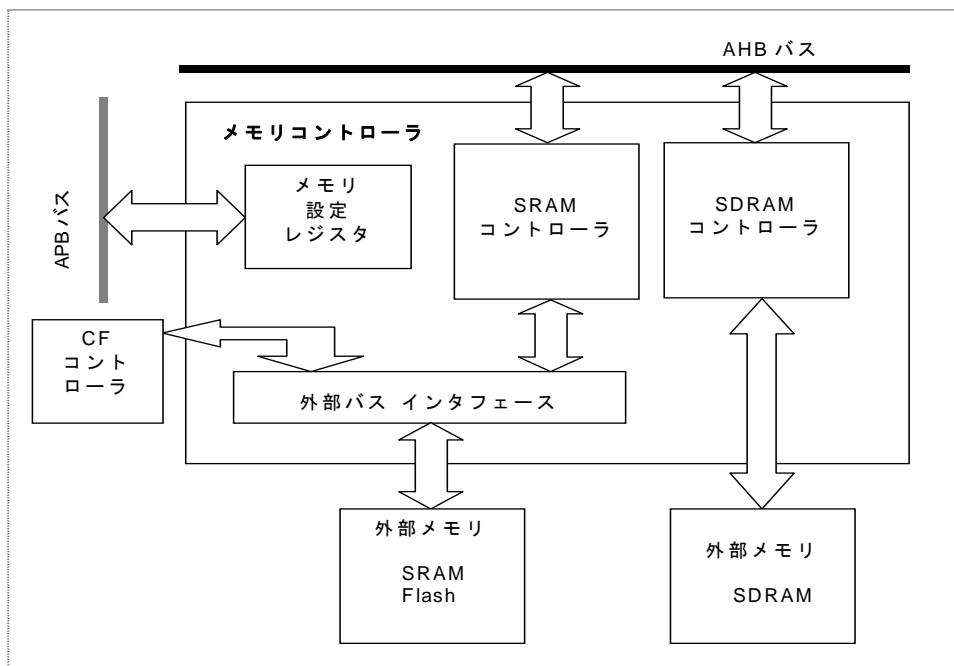 AHB バス
メモリコントローラ
メモリ
設定
レジスタ
SRAM
コントローラ
SDRAM
コントローラ
APB バス
CF
コント
ローラ
外部バス インタフェース
外部メモリ
SRAM
Flash
外部メモリ
SDRAM